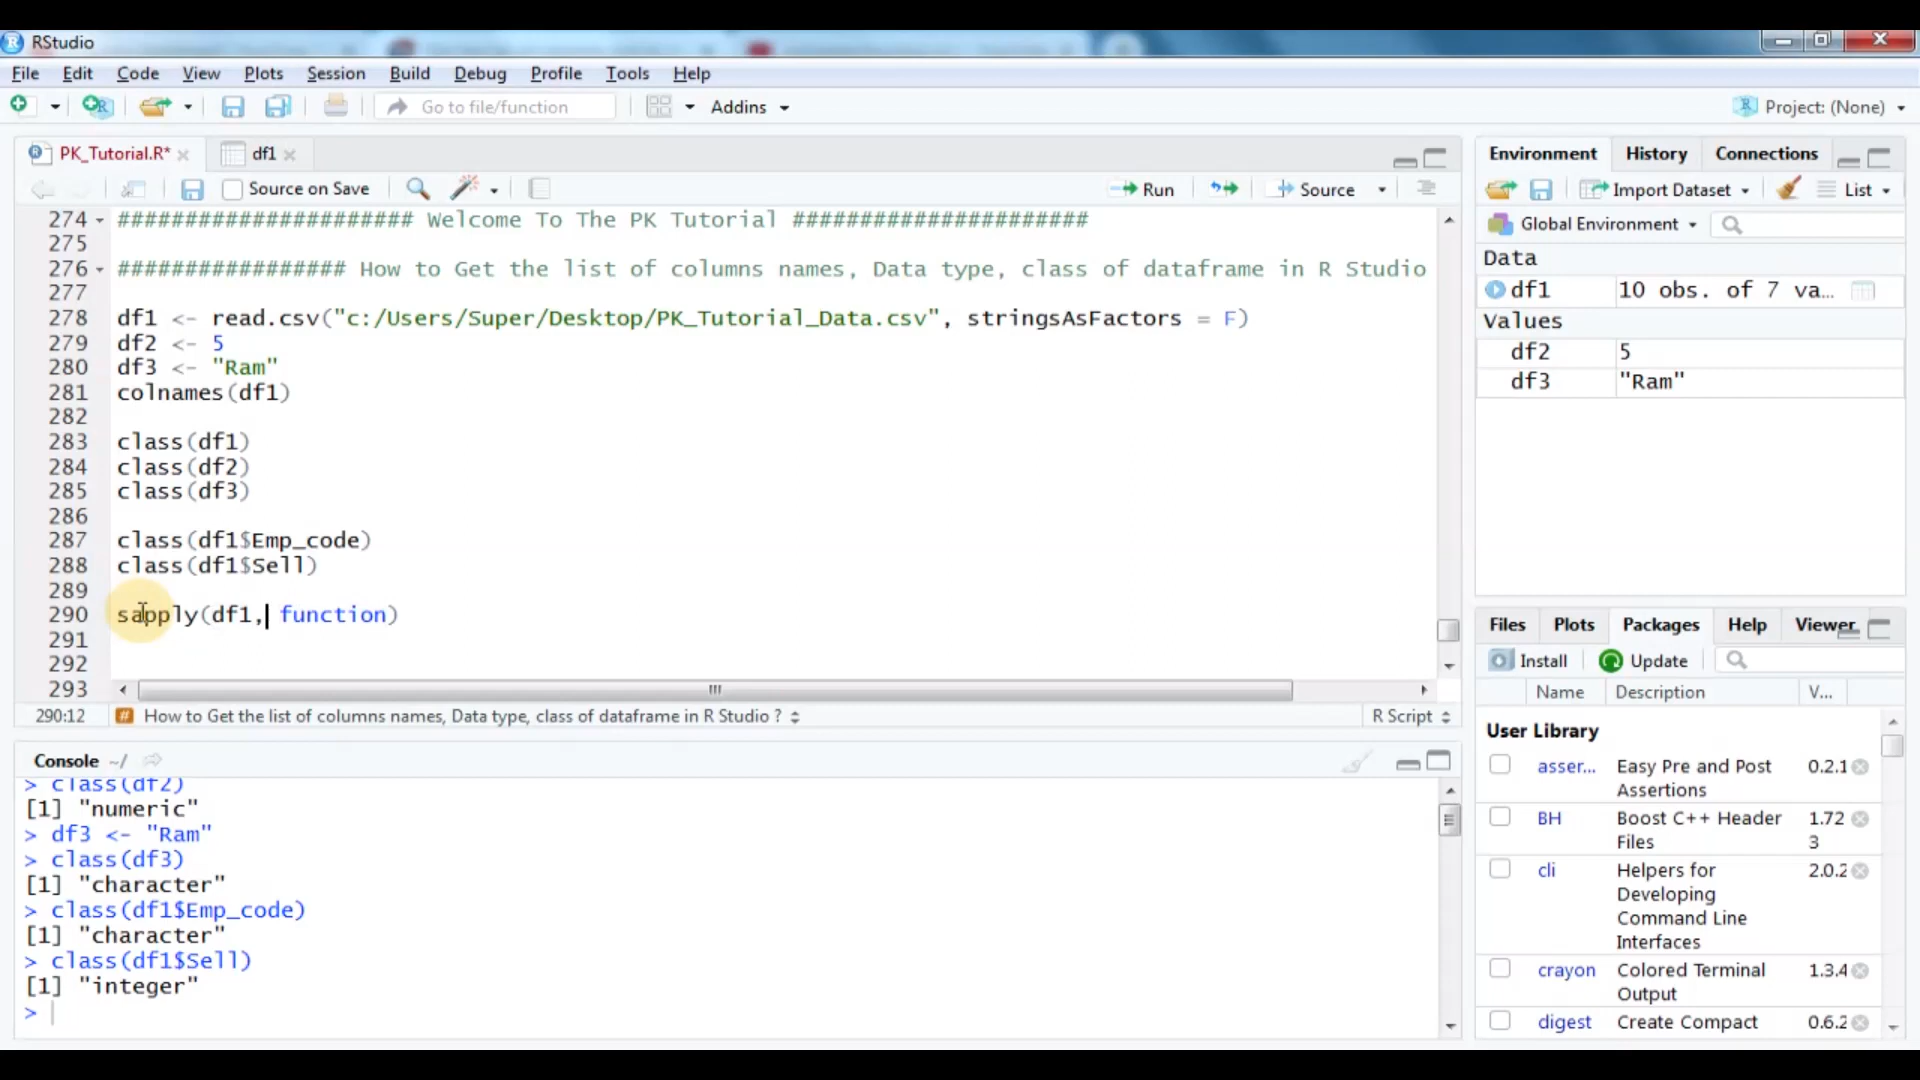 RStudio
File Edit Code View Plots Session Build Debug Profile Tools Help
Go to file/function Addins Project: (None)
PK_Tutorial.R* df1
Source on Save Run Source
274 ###################### Welcome To The PK Tutorial ######################
275
276 ################# How to Get the list of columns names, Data type, class of dataframe in R Studio
277
278 df1 <- read.csv("c:/Users/Super/Desktop/PK_Tutorial_Data.csv", stringsAsFactors = F)
279 df2 <- 5
280 df3 <- "Ram"
281 colnames(df1)
282
283 class(df1)
284 class(df2)
285 class(df3)
286
287 class(df1$Emp_code)
288 class(df1$Sell)
289
290 sapply(df1, function)
291
292
293
290:12 How to Get the list of columns names, Data type, class of dataframe in R Studio ? R Script
Console ~/
> class(df2)
[1] "numeric"
> df3 <- "Ram"
> class(df3)
[1] "character"
> class(df1$Emp_code)
[1] "character"
> class(df1$Sell)
[1] "integer"
>
Environment History Connections
Import Dataset List
Global Environment
Data
df1 10 obs. of 7 va…
Values
df2 5
df3 "Ram"
Files Plots Packages Help Viewer
Install Update
Name Description V...
User Library
asser... Easy Pre and Post 0.2.1
Assertions
BH Boost C++ Header 1.72
Files 3
cli Helpers for 2.0.2
Developing
Command Line
Interfaces
crayon Colored Terminal 1.3.4
Output
digest Create Compact 0.6.2